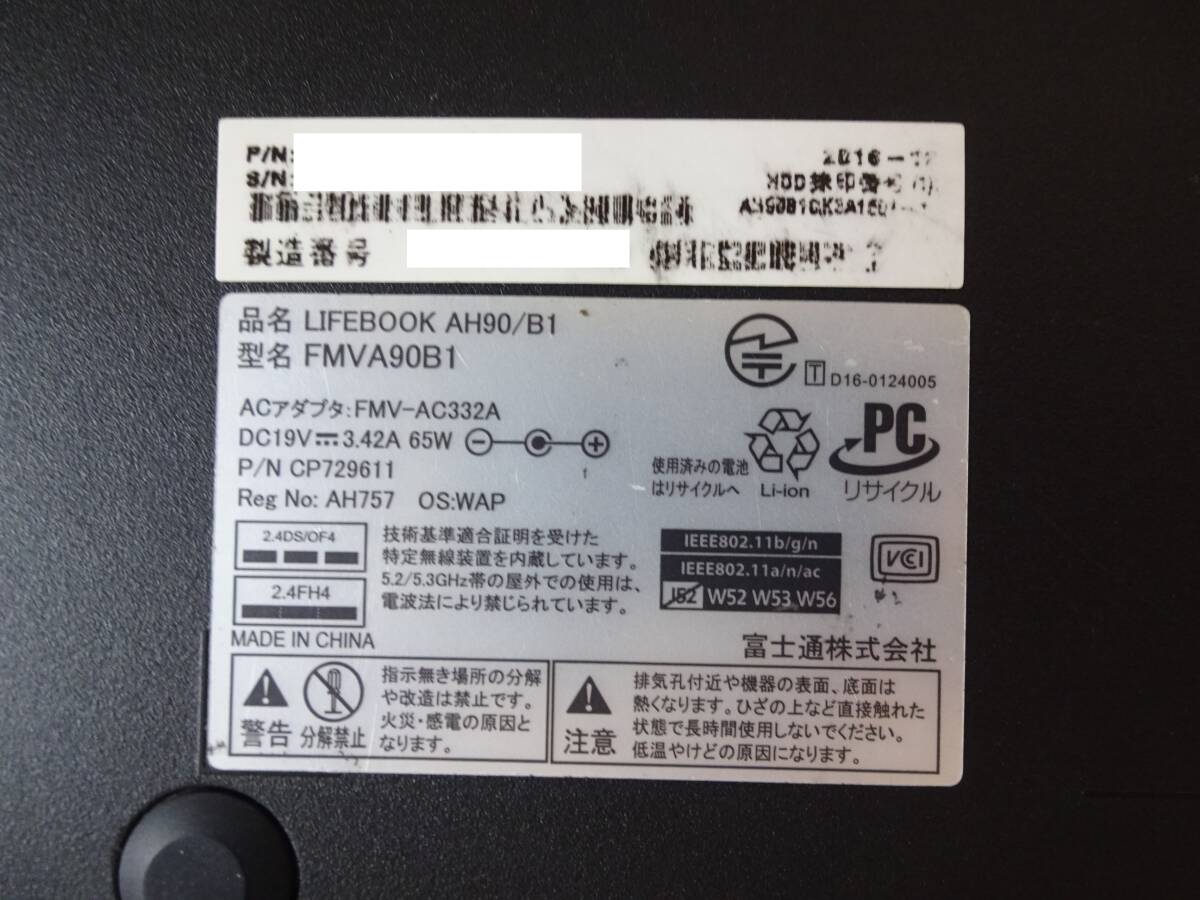 P/N:
S/N:
製造番号
品名 LIFEBOOK AH90/B1
型名 FMVA90B1
T D16-0124005
ACアダプタ:FMV-AC332A
DC19V 3.42A 65W
P/N CP729611
Reg No: AH757 OS:WAP
使用済みの電池
はリサイクルへ
Li-ion
PC
リサイクル
2.4DS/OF4
2.4FH4
技術基準適合証明を受けた
特定無線装置を内蔵しています。
5.2/5.3GHz帯の屋外での使用は、
電波法により禁じられています。
IEEE802.11b/g/n
IEEE802.11a/n/ac
J52 W52 W53 W56
VCCI
MADE IN CHINA
富士通株式会社
警告
分解禁止
指示無き場所の分解
や改造は禁止です。
火災・感電の原因と
なります。
注意
排気孔付近や機器の表面、底面は
熱くなります。ひざの上など直接触れた
状態で長時間使用しないでください。
低温やけどの原因になります。